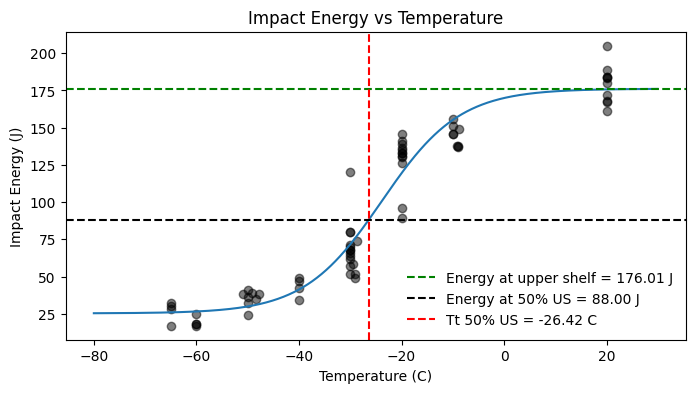 Impact Energy vs Temperature
200
175
150
125
100
75
50
25
Impact Energy (J)
Energy at upper shelf = 176.01 J
Energy at 50% US = 88.00 J
Tt 50% US = -26.42 C
−80
−60
−40
−20
0
20
Temperature (C)